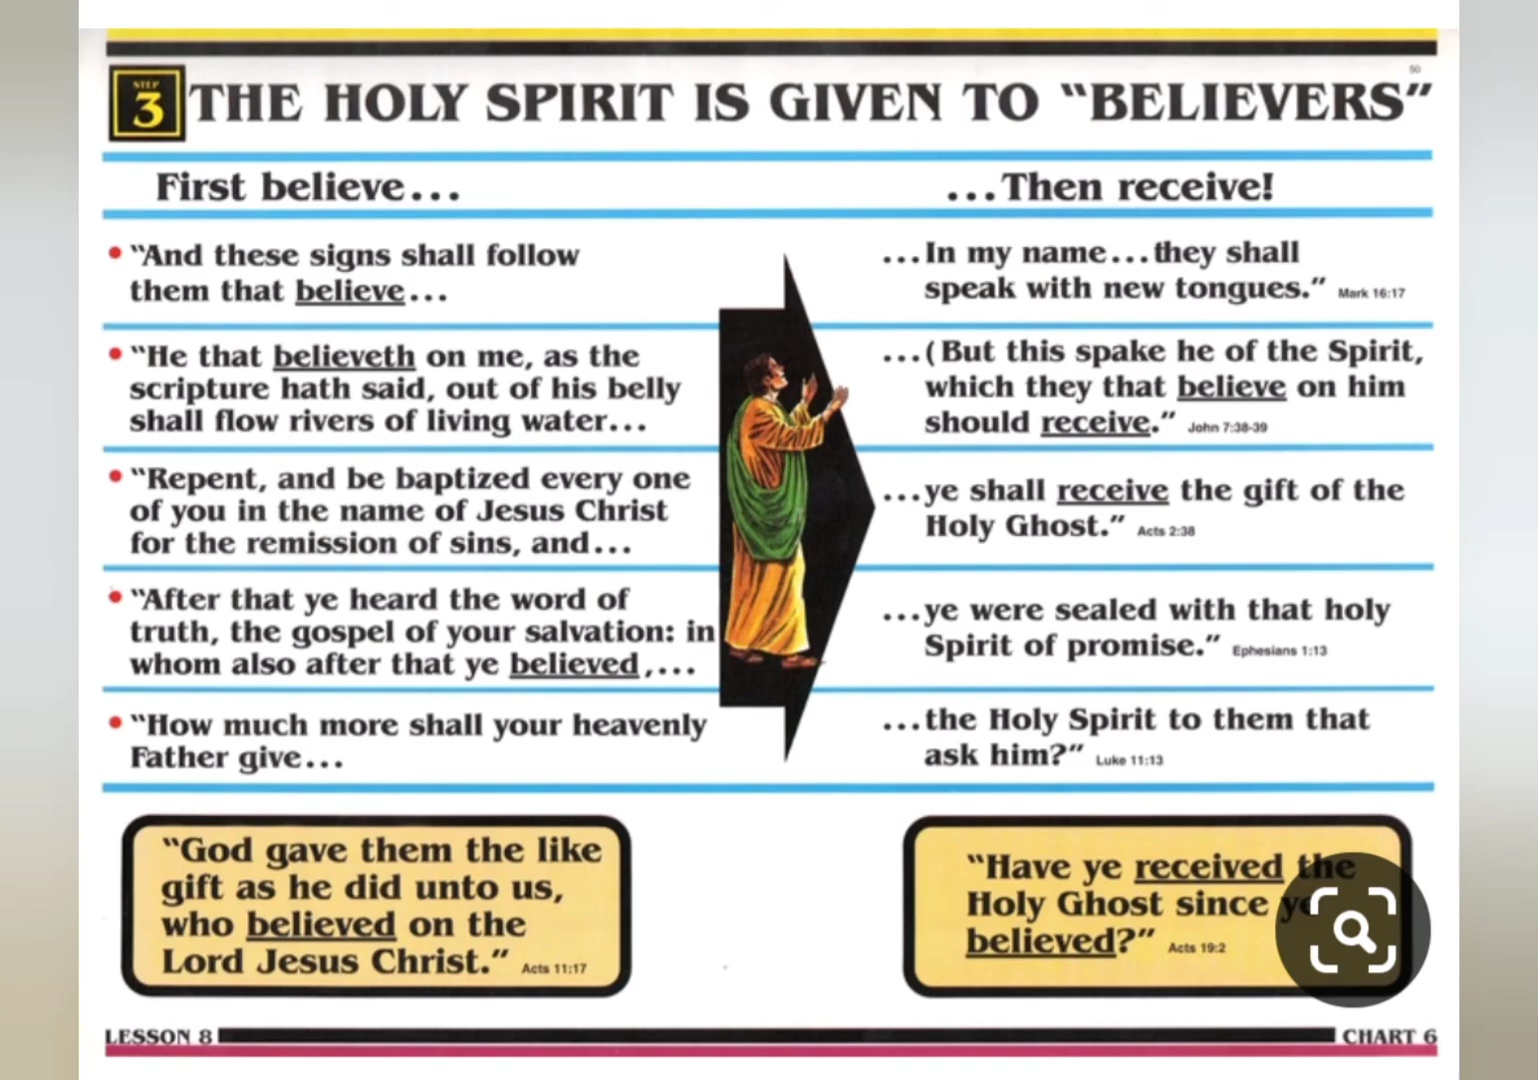 50
STEP
3
THE HOLY SPIRIT IS GIVEN TO “BELIEVERS”
First believe...
...Then receive!
• “And these signs shall follow
them that believe...
...In my name...they shall
speak with new tongues.” Mark 16:17
• “He that believeth on me, as the
scripture hath said, out of his belly
shall flow rivers of living water...
...(But this spake he of the Spirit,
which they that believe on him
should receive.” John 7:38-39
• “Repent, and be baptized every one
of you in the name of Jesus Christ
for the remission of sins, and...
...ye shall receive the gift of the
Holy Ghost.” Acts 2:38
• “After that ye heard the word of
truth, the gospel of your salvation: in
whom also after that ye believed,...
...ye were sealed with that holy
Spirit of promise.” Ephesians 1:13
• “How much more shall your heavenly
Father give...
...the Holy Spirit to them that
ask him?” Luke 11:13
“God gave them the like
gift as he did unto us,
who believed on the
Lord Jesus Christ.” Acts 11:17
“Have ye received the
Holy Ghost since ye
believed?” Acts 19:2
LESSON 8
CHART 6